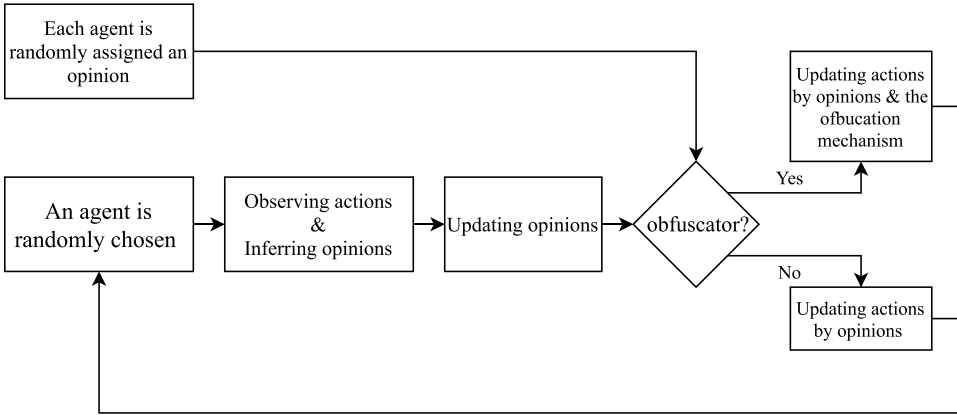 Each agent is
randomly assigned an
opinion
Updating actions
by opinions & the
ofbucation
mechanism
Yes
An agent is
randomly chosen
Observing actions
&
Inferring opinions
Updating opinions
obfuscator?
No
Updating actions
by opinions